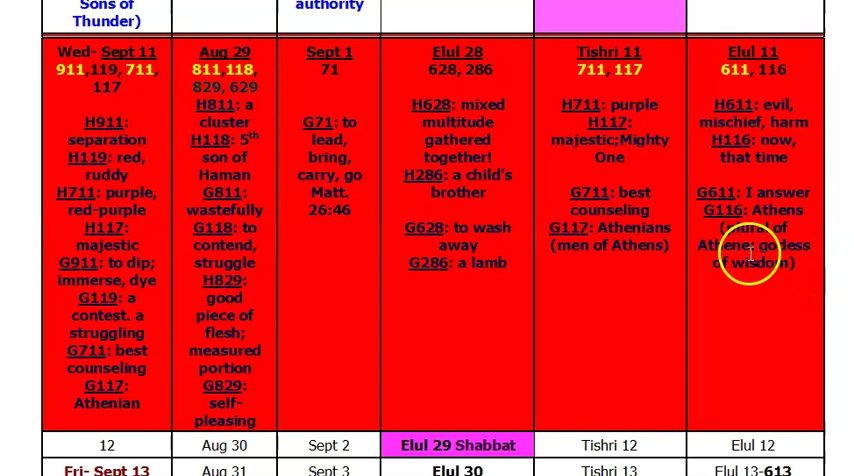 Sons of
Thunder)
authority
Wed- Sept 11
911,119, 711,
117
H911:
separation
H119: red,
ruddy
H711: purple,
red-purple
H117:
majestic
G911: to dip;
immerse, dye
G119: a
contest. a
struggling
G711: best
counseling
G117:
Athenian
Aug 29
811,118,
829, 629
H811: a
cluster
H118: 5th
son of
Haman
G811:
wastefully
G118: to
contend,
struggle
H829:
good
piece of
flesh;
measured
portion
G829:
self-
pleasing
Sept 1
71
G71: to
lead,
bring,
carry, go
Matt.
26:46
Elul 28
628, 286
H628: mixed
multitude
gathered
together!
H286: a child's
brother
G628: to wash
away
G286: a lamb
Tishri 11
711, 117
H711: purple
H117:
majestic;Mighty
One
G711: best
counseling
G117: Athenians
(men of Athens)
Elul 11
611, 116
H611: evil,
mischief, harm
H116: now,
that time
G611: I answer
G116: Athens
(plural of
Athene: godess
of wisdom)
12
Aug 30
Sept 2
Elul 29 Shabbat
Tishri 12
Elul 12
Fri- Sept 13
Aug 31
Sept 3
Elul 30
Tishri 13
Elul 13-613